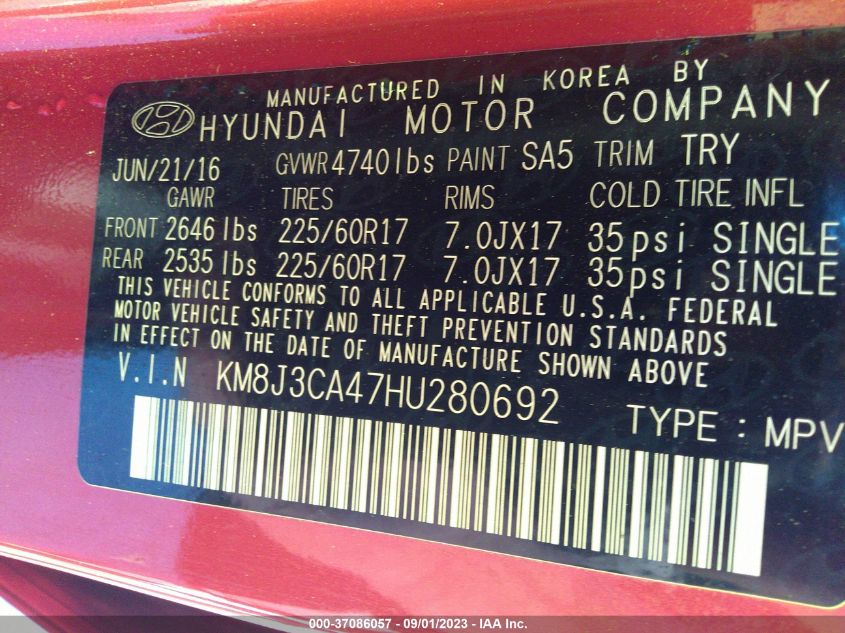 MANUFACTURED IN KOREA BY
HYUNDAI MOTOR COMPANY
JUN/21/16 GVWR 4740 lbs PAINT SA5 TRIM TRY
GAWR TIRES RIMS COLD TIRE INFL
FRONT 2646 lbs 225/60R17 7.0JX17 35psi SINGLE
REAR 2535 lbs 225/60R17 7.0JX17 35psi SINGLE
THIS VEHICLE CONFORMS TO ALL APPLICABLE U.S.A. FEDERAL
MOTOR VEHICLE SAFETY AND THEFT PREVENTION STANDARDS
IN EFFECT ON THE DATE OF MANUFACTURE SHOWN ABOVE
V.I.N KM8J3CA47HU280692 TYPE : MPV
000-37086057 - 09/01/2023 - IAA Inc.